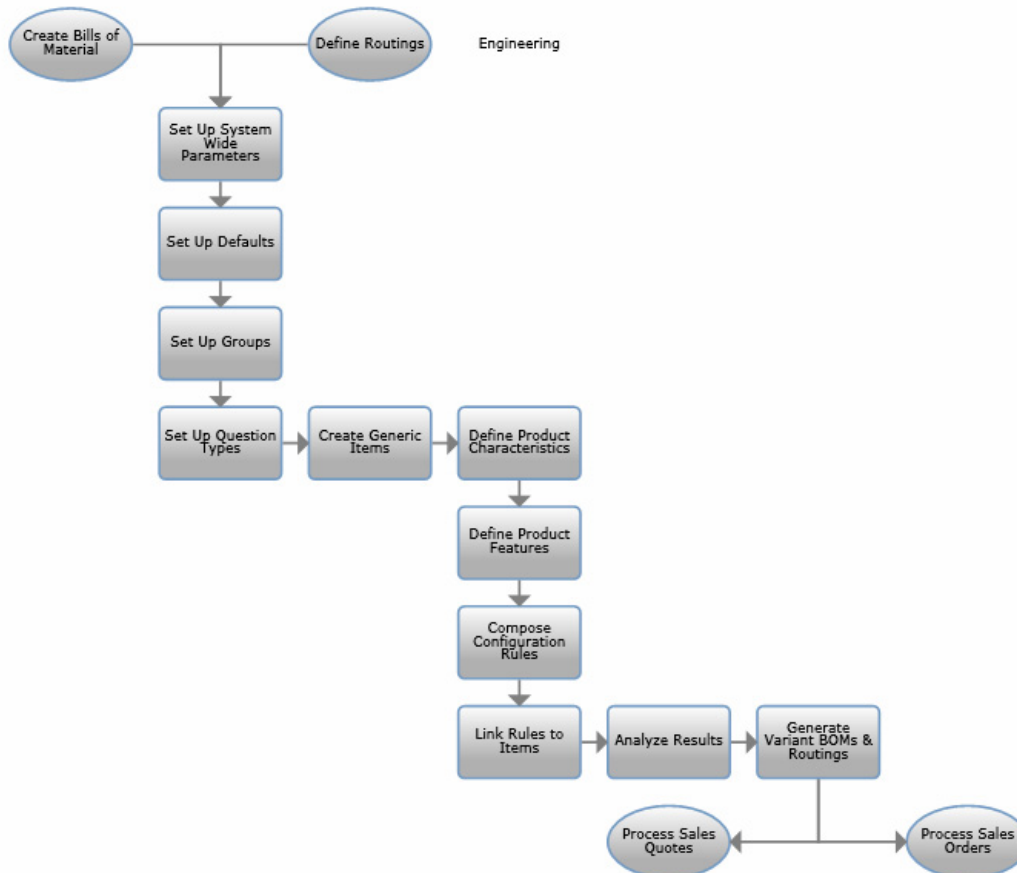 Create Bills of
Material
Define Routings
Engineering
Set Up System
Wide
Parameters
Set Up Defaults
Set Up Groups
Set Up Question
Types
Create Generic
Items
Define Product
Characteristics
Define Product
Features
Compose
Configuration
Rules
Link Rules to
Items
Analyze Results
Generate
Variant BOMs &
Routings
Process Sales
Quotes
Process Sales
Orders